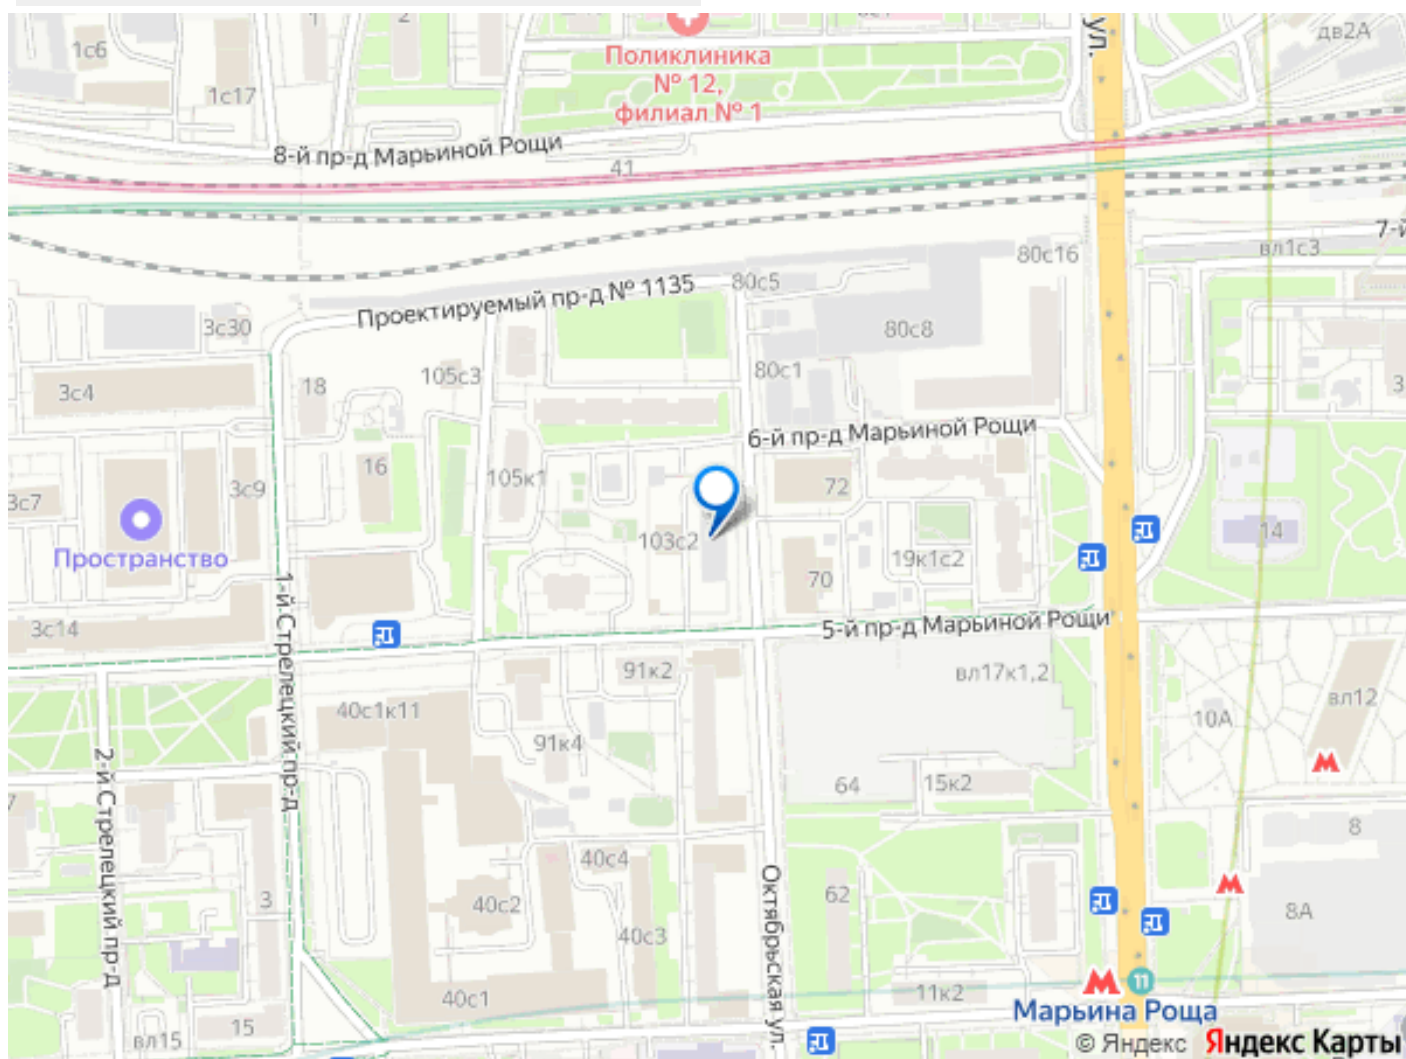 1
2
ул.
дв2А
1с6
Поликлиника
№ 12,
филиал № 1
1с17
8-й пр-д Марьиной Рощи
41
7-й
вл1с3
80с16
80с5
Проектируемый пр-д № 1135
3с30
80с8
105с3
80с1
18
3с4
3
6-й пр-д Марьиной Рощи
16
105к1
3с9
72
3с7
14
103с2
Пространство
19к1с2
70
1-й Стрелецкий пр-д
3с14
5-й пр-д Марьиной Рощи
91к2
вл17к1,2
вл12
40с1к11
10А
91к4
2-й Стрелецкий пр-д
64
15к2
8
40с4
Октябрьская ул.
3
62
40с2
8А
40с3
11к2
11
40с1
Марьина Роща
15
вл15
© Яндекс Яндекс Карты